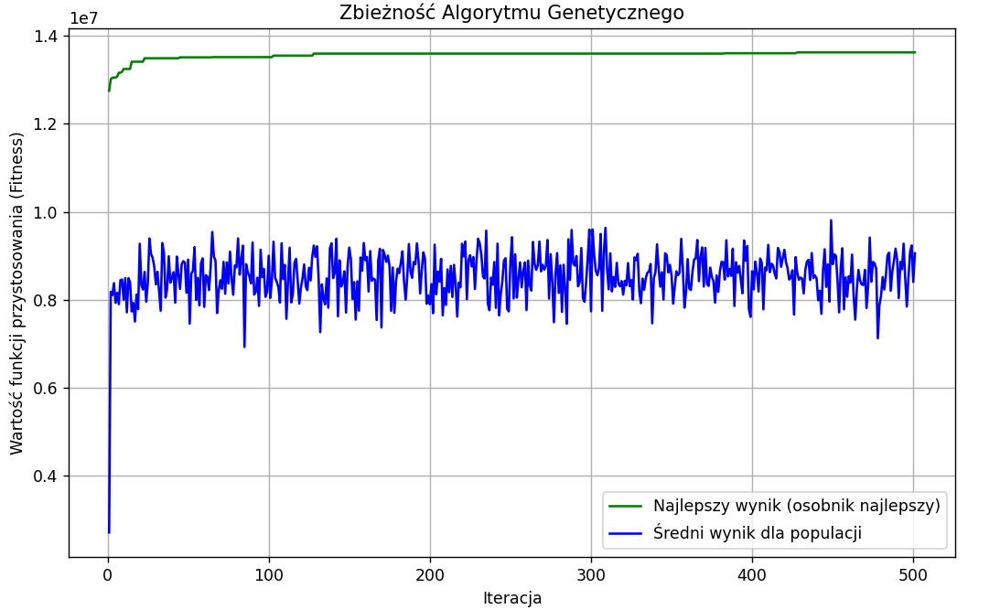 Zbieżność Algorytmu Genetycznego
1e7
1.4
1.2
1.0
0.8
0.6
0.4
Wartość funkcji przystosowania (Fitness)
Najlepszy wynik (osobnik najlepszy)
Średni wynik dla populacji
0 100 200 300 400 500
Iteracja